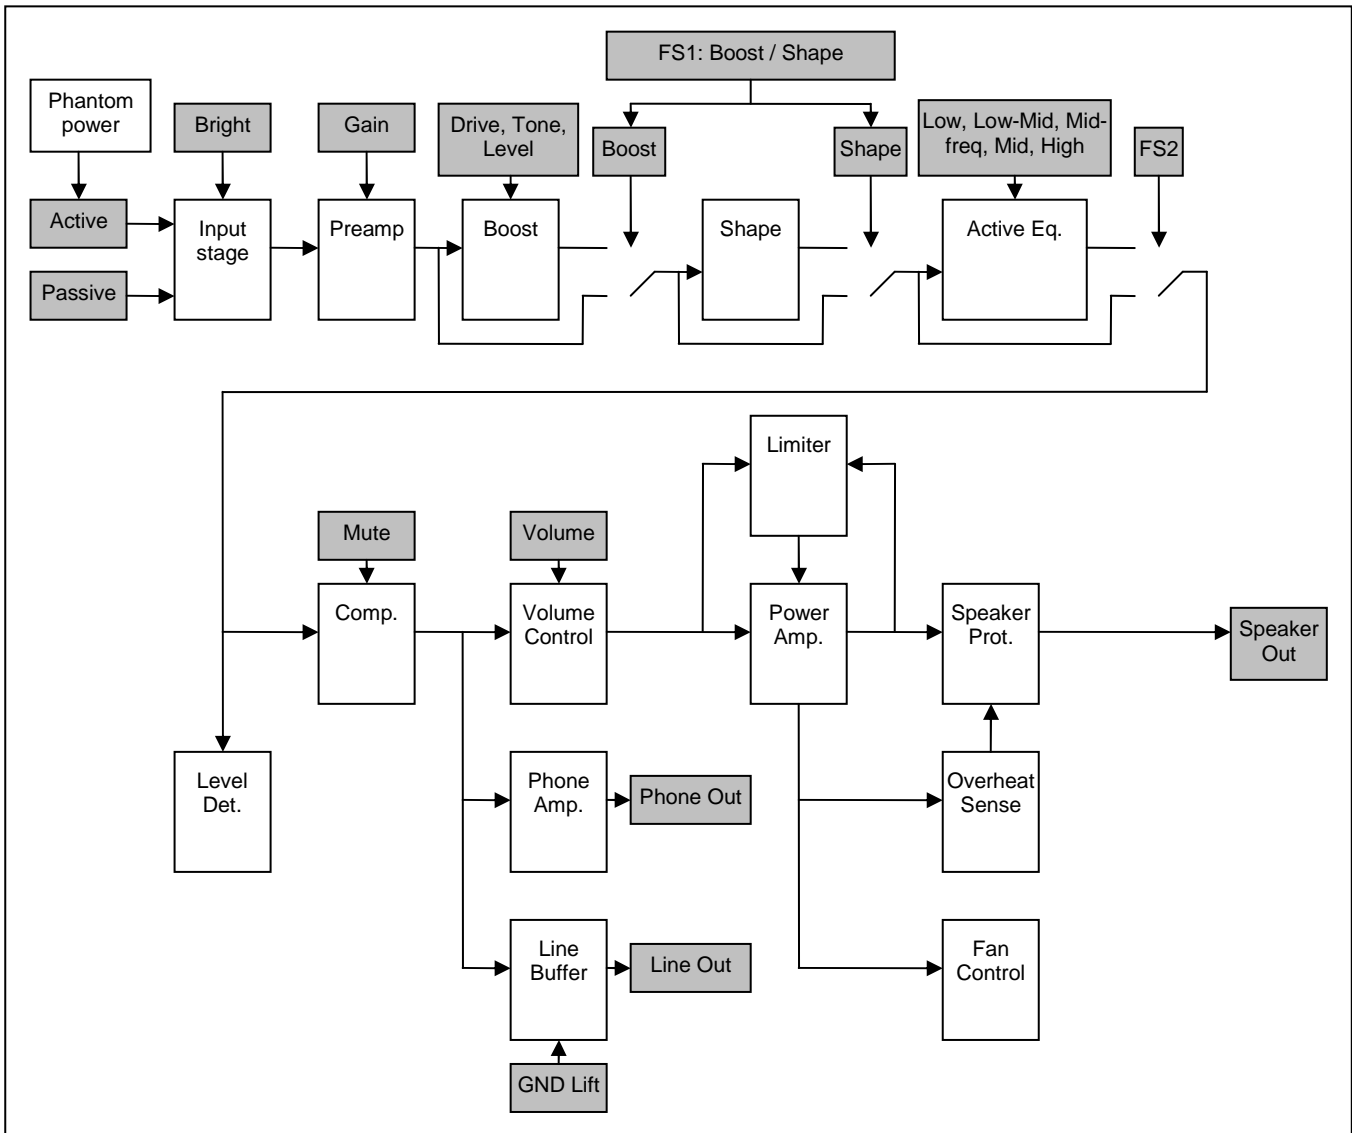 FS1: Boost / Shape
Phantom
power
Bright
Gain
Drive, Tone,
Level
Boost
Shape
Low, Low-Mid, Mid-
freq, Mid, High
FS2
Active
Passive
Input
stage
Preamp
Boost
Shape
Active Eq.
Limiter
Mute
Volume
Comp.
Volume
Control
Power
Amp.
Speaker
Prot.
Speaker
Out
Level
Det.
Phone
Amp.
Phone Out
Overheat
Sense
Line
Buffer
Line Out
Fan
Control
GND Lift